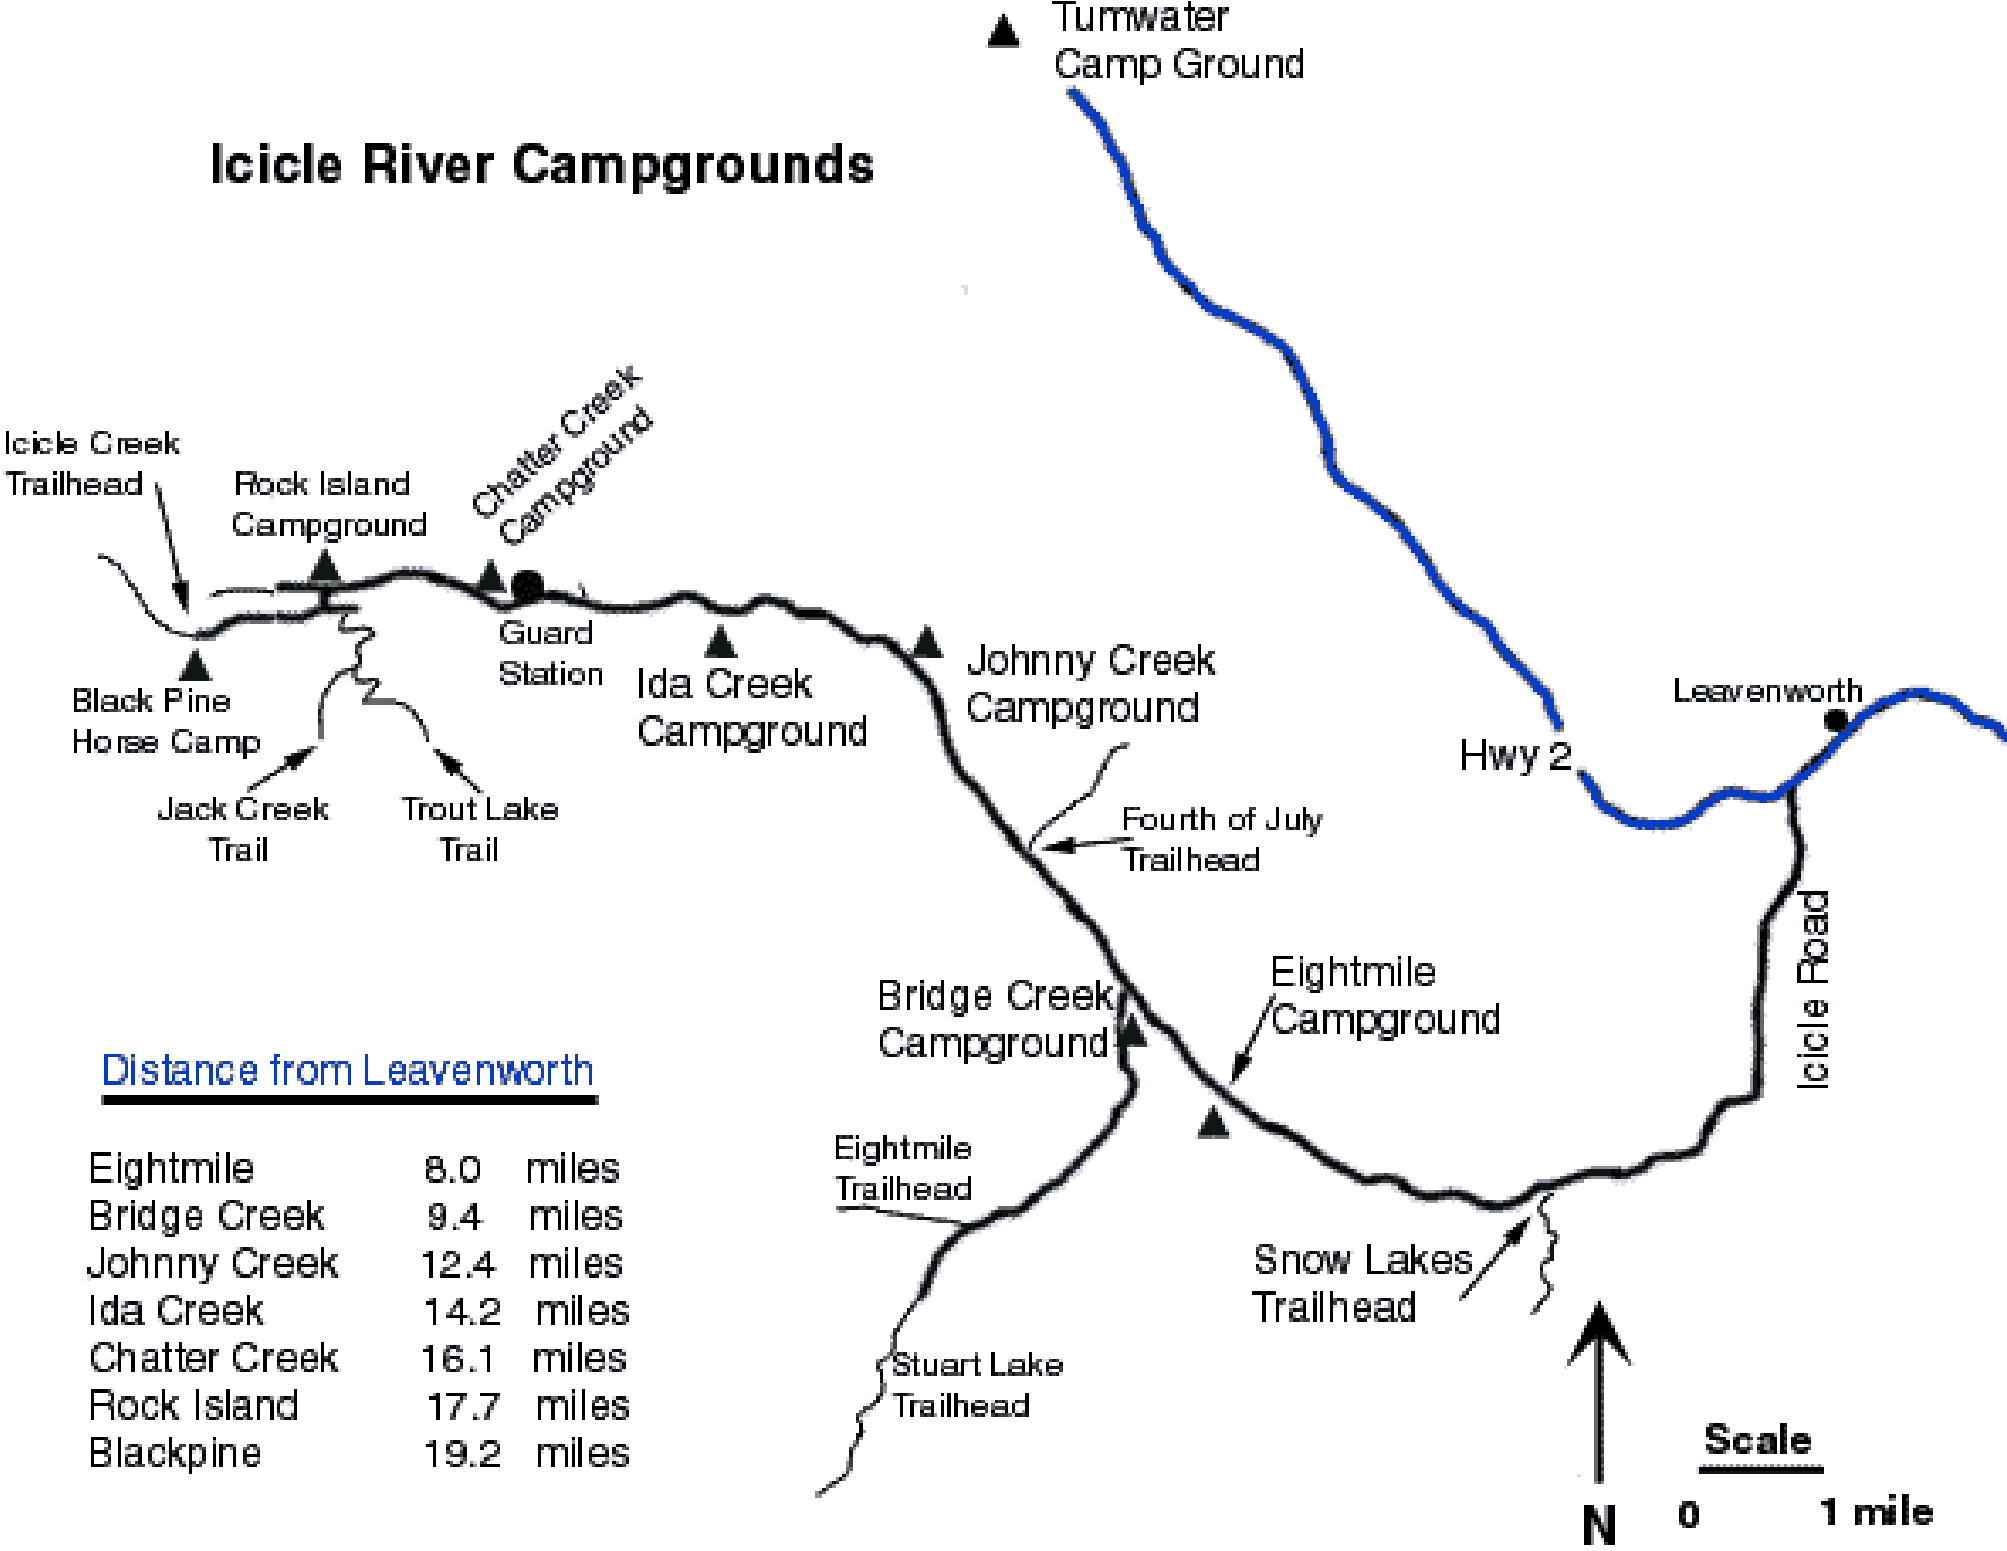 Turnwater
Camp Ground
Icicle River Campgrounds
Chatter Creek
Campground
Icicle Creek
Trailhead
Rock Island
Campground
Guard
Station
Black Pine
Horse Camp
Ida Creek
Campground
Johnny Creek
Campground
Jack Creek
Trail
Trout Lake
Trail
Fourth of July
Trailhead
Leavenworth
Hwy 2
Icicle Road
Bridge Creek
Campground
Eightmile
Campground
Eightmile
Trailhead
Snow Lakes
Trailhead
Stuart Lake
Trailhead
Distance from Leavenworth
Eightmile 8.0 miles
Bridge Creek 9.4 miles
Johnny Creek 12.4 miles
Ida Creek 14.2 miles
Chatter Creek 16.1 miles
Rock Island 17.7 miles
Blackpine 19.2 miles
N
Scale
0 1 mile